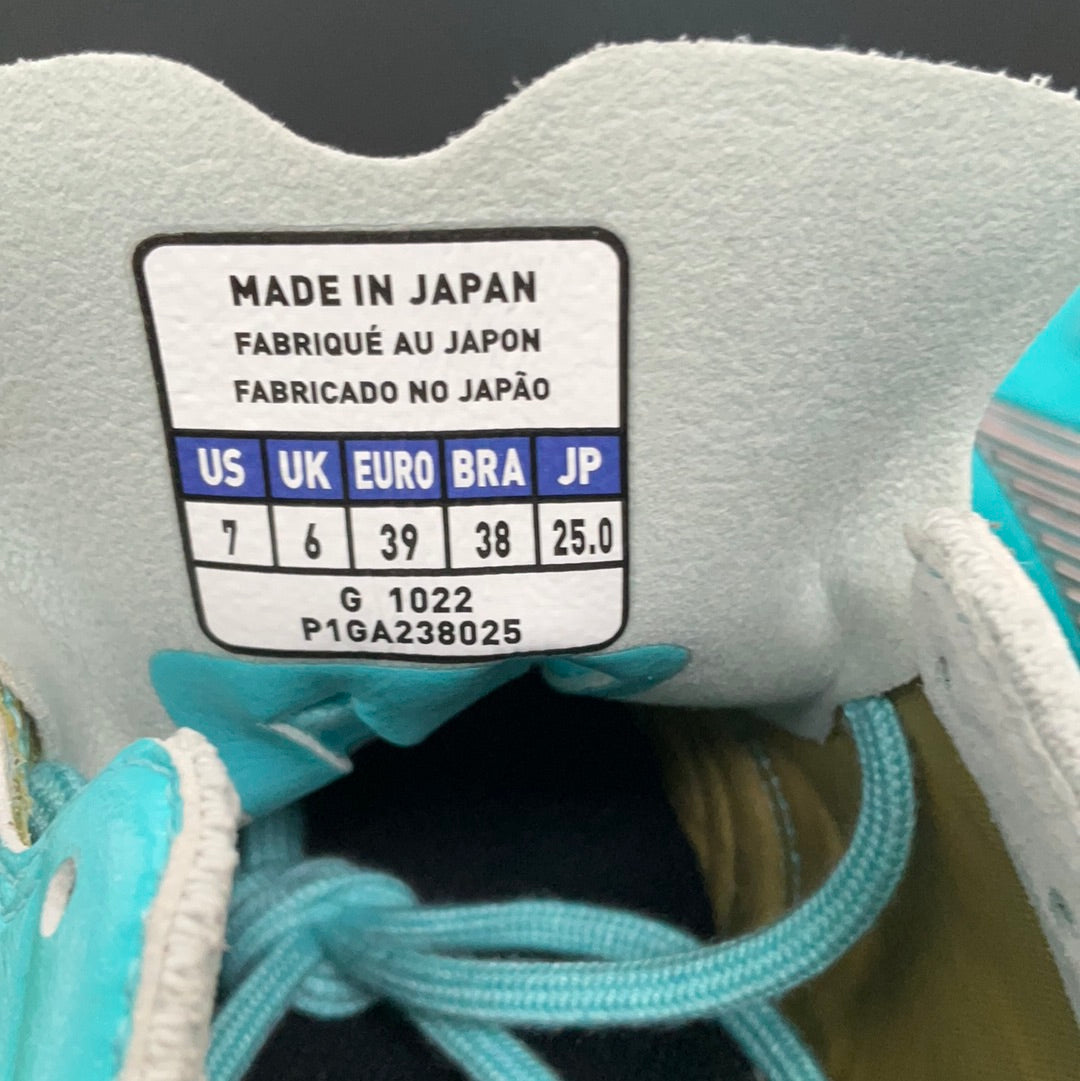 MADE IN JAPAN
FABRIQUÉ AU JAPON
FABRICADO NO JAPÃO
US UK EURO BRA JP
7 6 39 38 25.0
G 1022
P1GA238025